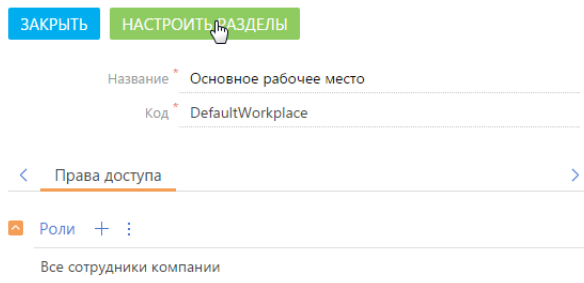 ЗАКРЫТЬ НАСТРОИТЬ РАЗДЕЛЫ
Название * Основное рабочее место
Код * DefaultWorkplace
Права доступа
Роли
Все сотрудники компании